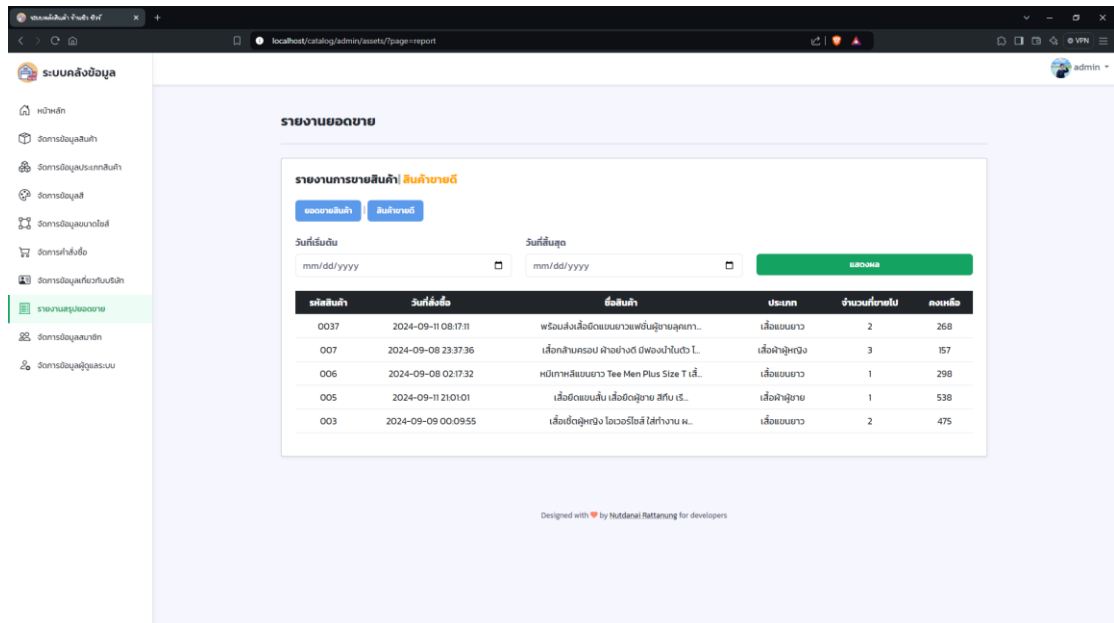 ระบบคลังสินค้า ร้านยิว ชัวร์
localhost/catalog/admin/assets/?page=report
VPN
ระบบคลังข้อมูล
admin
หน้าหลัก
จัดการข้อมูลสินค้า
จัดการข้อมูลประเภทสินค้า
จัดการข้อมูลสี
จัดการข้อมูลขนาดไซส์
จัดการคำสั่งซื้อ
จัดการข้อมูลเกี่ยวกับบริษัท
รายงานสรุปยอดขาย
จัดการข้อมูลสมาชิก
จัดการข้อมูลผู้ดูแลระบบ
รายงานยอดขาย
รายงานการขายสินค้า| สินค้าขายดี
ยอดขายสินค้า | สินค้าขายดี
วันที่เริ่มต้น วันที่สิ้นสุด
mm/dd/yyyy mm/dd/yyyy แสดงผล
รหัสสินค้า วันที่สั่งซื้อ ชื่อสินค้า ประเภท จำนวนที่ขายไป คงเหลือ
0037 2024-09-11 08:17:11 พร้อมส่งเสื้อยืดแขนยาวแฟชั่นผู้ชายลุคเกา... เสื้อแขนยาว 2 268
007 2024-09-08 23:37:36 เสื้อกล้ามครอป ผ้าอย่างดี มีฟองน้ำในตัว โ... เสื้อผ้าผู้หญิง 3 157
006 2024-09-08 02:17:32 หมีเกาหลีแขนยาว Tee Men Plus Size T เสื้... เสื้อแขนยาว 1 298
005 2024-09-11 21:01:01 เสื้อยืดแขนสั้น เสื้อยืดผู้ชาย สีทึบ เรี... เสื้อผ้าผู้ชาย 1 538
003 2024-09-09 00:09:55 เสื้อเชิ้ตผู้หญิง โอเวอร์ไซส์ ใส่ทำงาน ผ... เสื้อแขนยาว 2 475
Designed with by Nutdanai Rattanung for developers